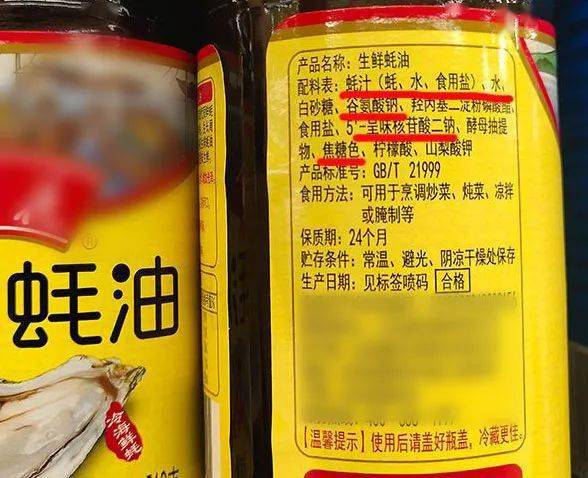 蚝油
®
冷海鲜蚝
产品名称：生鲜蚝油
配料表：蚝汁（蚝、水、食用盐）、水、
白砂糖、谷氨酸钠、羟丙基二淀粉磷酸酯、
食用盐、5'-呈味核苷酸二钠、酵母抽提
物、焦糖色、柠檬酸、山梨酸钾
产品标准号：GB/T 21999
食用方法：可用于烹调炒菜、炖菜、凉拌
或腌制等
保质期：24个月
贮存条件：常温、避光、阴凉干燥处保存
生产日期：见标签喷码 合格
【温馨提示】使用后请盖好瓶盖，冷藏更佳。